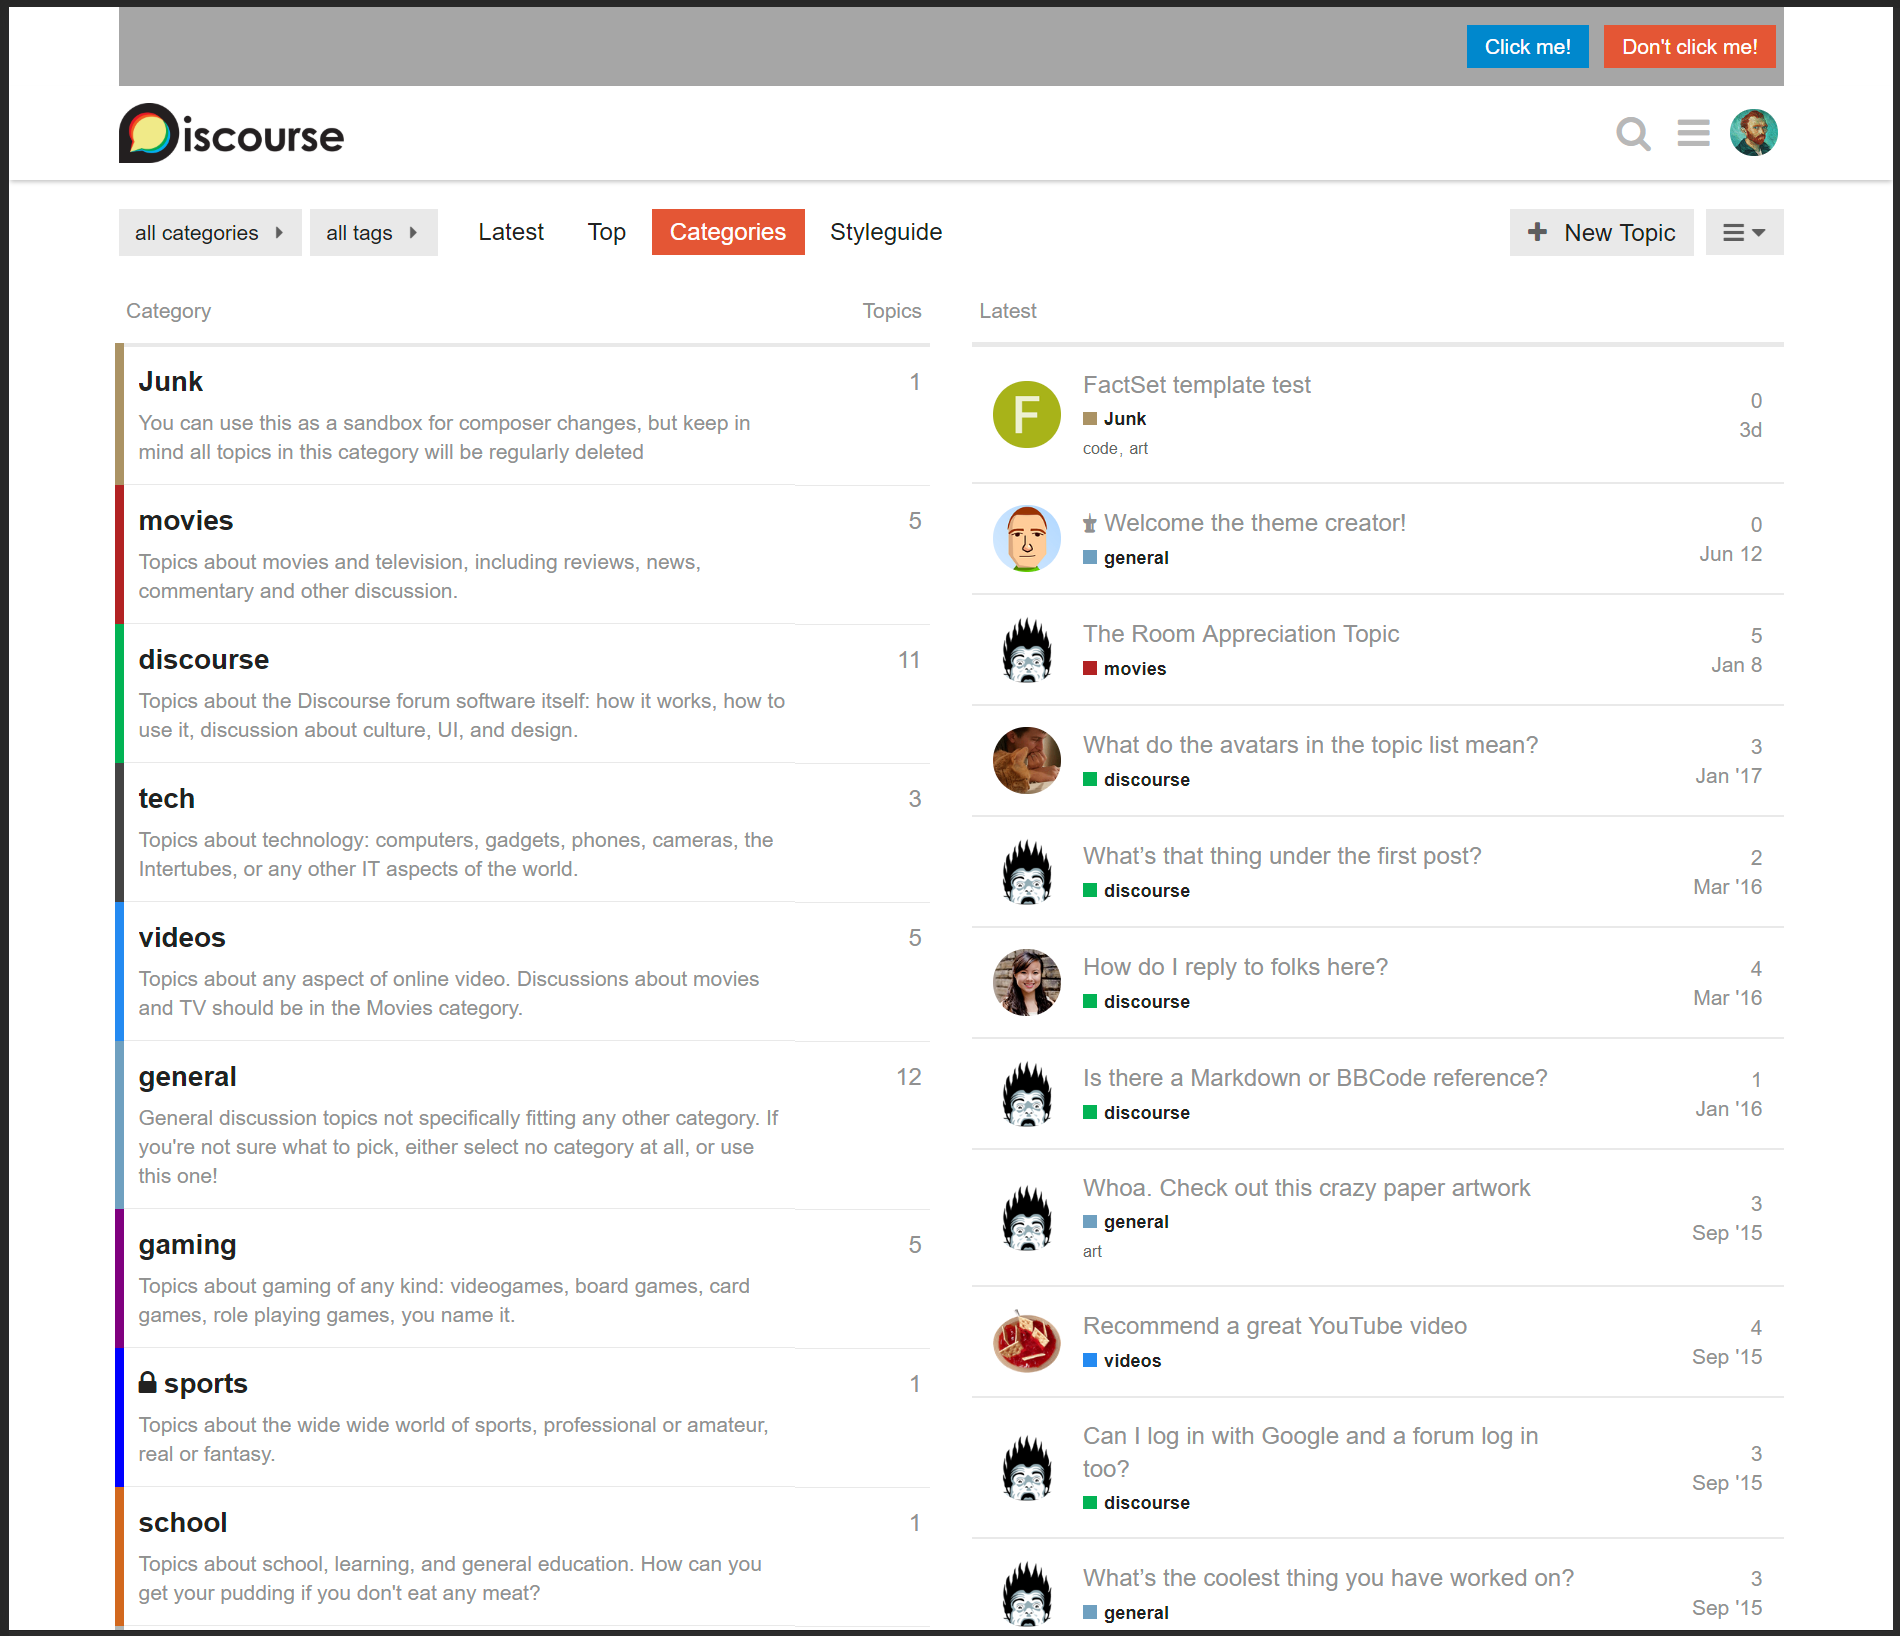 Click me!
Don't click me!
Discourse
all categories
all tags
Latest
Top
Categories
Styleguide
New Topic
Category
Topics
Junk
1
You can use this as a sandbox for composer changes, but keep in
mind all topics in this category will be regularly deleted
movies
5
Topics about movies and television, including reviews, news,
commentary and other discussion.
discourse
11
Topics about the Discourse forum software itself: how it works, how to
use it, discussion about culture, UI, and design.
tech
3
Topics about technology: computers, gadgets, phones, cameras, the
Intertubes, or any other IT aspects of the world.
videos
5
Topics about any aspect of online video. Discussions about movies
and TV should be in the Movies category.
general
12
General discussion topics not specifically fitting any other category. If
you're not sure what to pick, either select no category at all, or use
this one!
gaming
5
Topics about gaming of any kind: videogames, board games, card
games, role playing games, you name it.
sports
1
Topics about the wide wide world of sports, professional or amateur,
real or fantasy.
school
1
Topics about school, learning, and general education. How can you
get your pudding if you don't eat any meat?
Latest
F
FactSet template test
Junk
code, art
0
3d
Welcome the theme creator!
general
0
Jun 12
The Room Appreciation Topic
movies
5
Jan 8
What do the avatars in the topic list mean?
discourse
3
Jan '17
What’s that thing under the first post?
discourse
2
Mar '16
How do I reply to folks here?
discourse
4
Mar '16
Is there a Markdown or BBCode reference?
discourse
1
Jan '16
Whoa. Check out this crazy paper artwork
general
art
3
Sep '15
Recommend a great YouTube video
videos
4
Sep '15
Can I log in with Google and a forum log in
too?
discourse
3
Sep '15
What’s the coolest thing you have worked on?
general
3
Sep '15